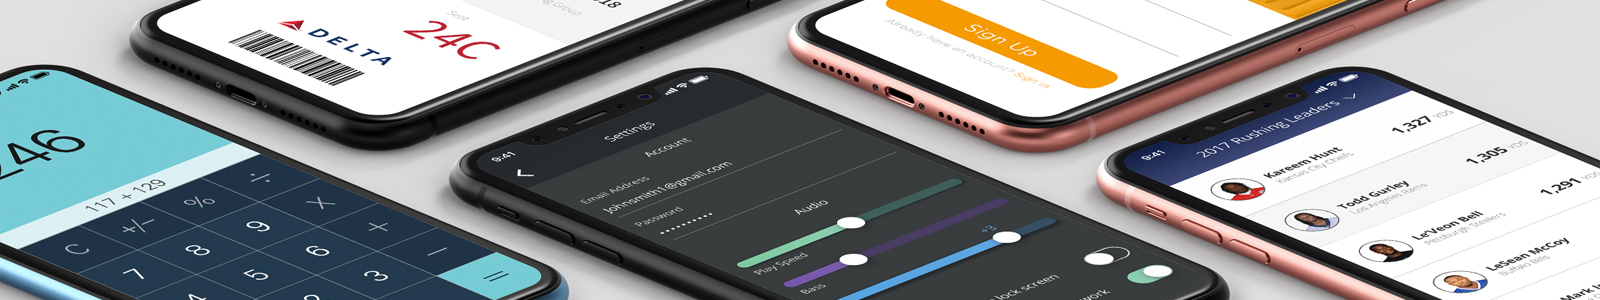 246
117 + 129
C
+/-
%
÷
7
8
9
X
5
6
+
3
−
=
DELTA
Seat
24C
Group
18
9:41
Settings
Account
Email Address
johnsmith1@gmail.com
Password
Audio
Play Speed
Bass
+3
lock screen
Sign Up
Already have an account? Sign in
9:41
2017 Rushing Leaders
Kareem Hunt
Kansas City Chiefs
1,327 YDS
Todd Gurley
Los Angeles Rams
1,305 YDS
Le'Veon Bell
Pittsburgh Steelers
1,291 YDS
LeSean McCoy
Buffalo Bills